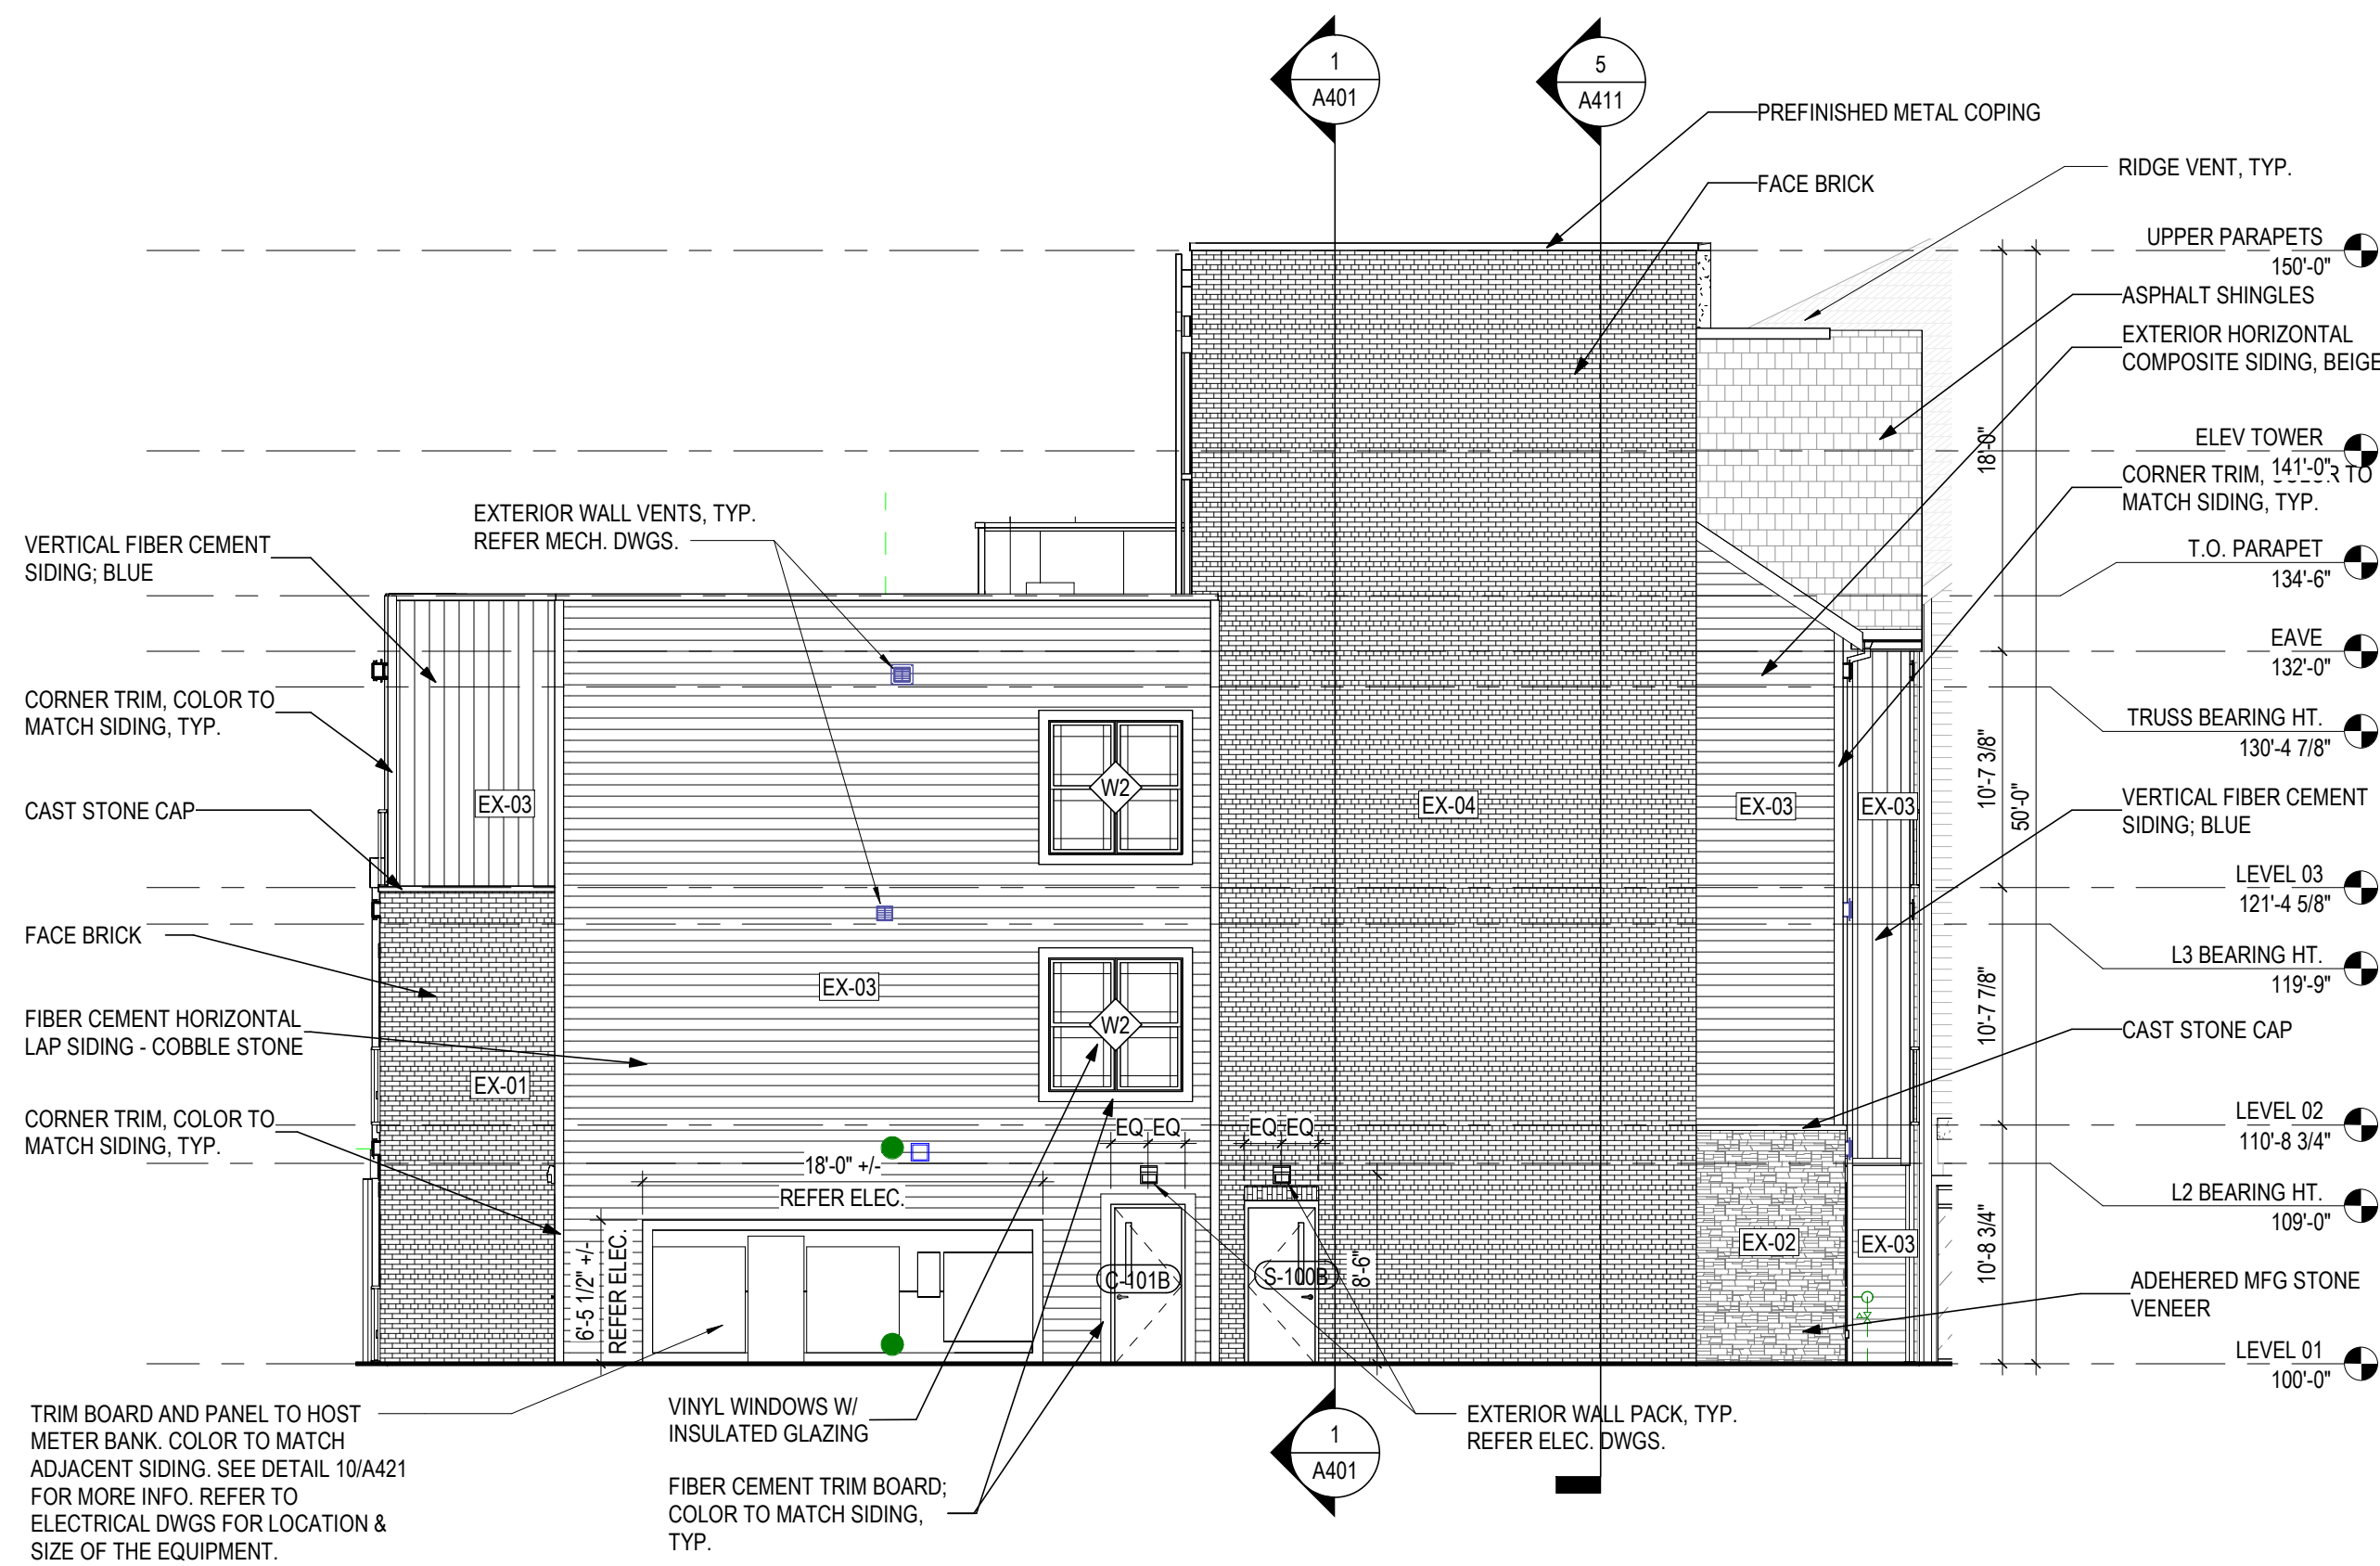 1
A401
5
A411
PREFINISHED METAL COPING
FACE BRICK
RIDGE VENT, TYP.
UPPER PARAPETS
150'-0"
ASPHALT SHINGLES
EXTERIOR HORIZONTAL
COMPOSITE SIDING, BEIGE
ELEV TOWER
141'-0"
CORNER TRIM, COLOR TO
MATCH SIDING, TYP.
T.O. PARAPET
134'-6"
EAVE
132'-0"
TRUSS BEARING HT.
130'-4 7/8"
VERTICAL FIBER CEMENT
SIDING; BLUE
LEVEL 03
121'-4 5/8"
L3 BEARING HT.
119'-9"
CAST STONE CAP
LEVEL 02
110'-8 3/4"
L2 BEARING HT.
109'-0"
ADEHERED MFG STONE
VENEER
LEVEL 01
100'-0"
18'-0"
10'-7 3/8"
50'-0"
10'-7 7/8"
10'-8 3/4"
EXTERIOR WALL VENTS, TYP.
REFER MECH. DWGS.
VERTICAL FIBER CEMENT
SIDING; BLUE
CORNER TRIM, COLOR TO
MATCH SIDING, TYP.
CAST STONE CAP
FACE BRICK
FIBER CEMENT HORIZONTAL
LAP SIDING - COBBLE STONE
CORNER TRIM, COLOR TO
MATCH SIDING, TYP.
EX-03
W2
EX-04
EX-03
EX-03
EX-03
W2
EX-01
EQ EQ
EQ EQ
18'-0" +/-
REFER ELEC.
6'-5 1/2" +/-
REFER ELEC.
C-101B
S-100B
8'-6"
EX-02
EX-03
TRIM BOARD AND PANEL TO HOST
METER BANK. COLOR TO MATCH
ADJACENT SIDING. SEE DETAIL 10/A421
FOR MORE INFO. REFER TO
ELECTRICAL DWGS FOR LOCATION &
SIZE OF THE EQUIPMENT.
VINYL WINDOWS W/
INSULATED GLAZING
FIBER CEMENT TRIM BOARD;
COLOR TO MATCH SIDING,
TYP.
1
A401
EXTERIOR WALL PACK, TYP.
REFER ELEC. DWGS.